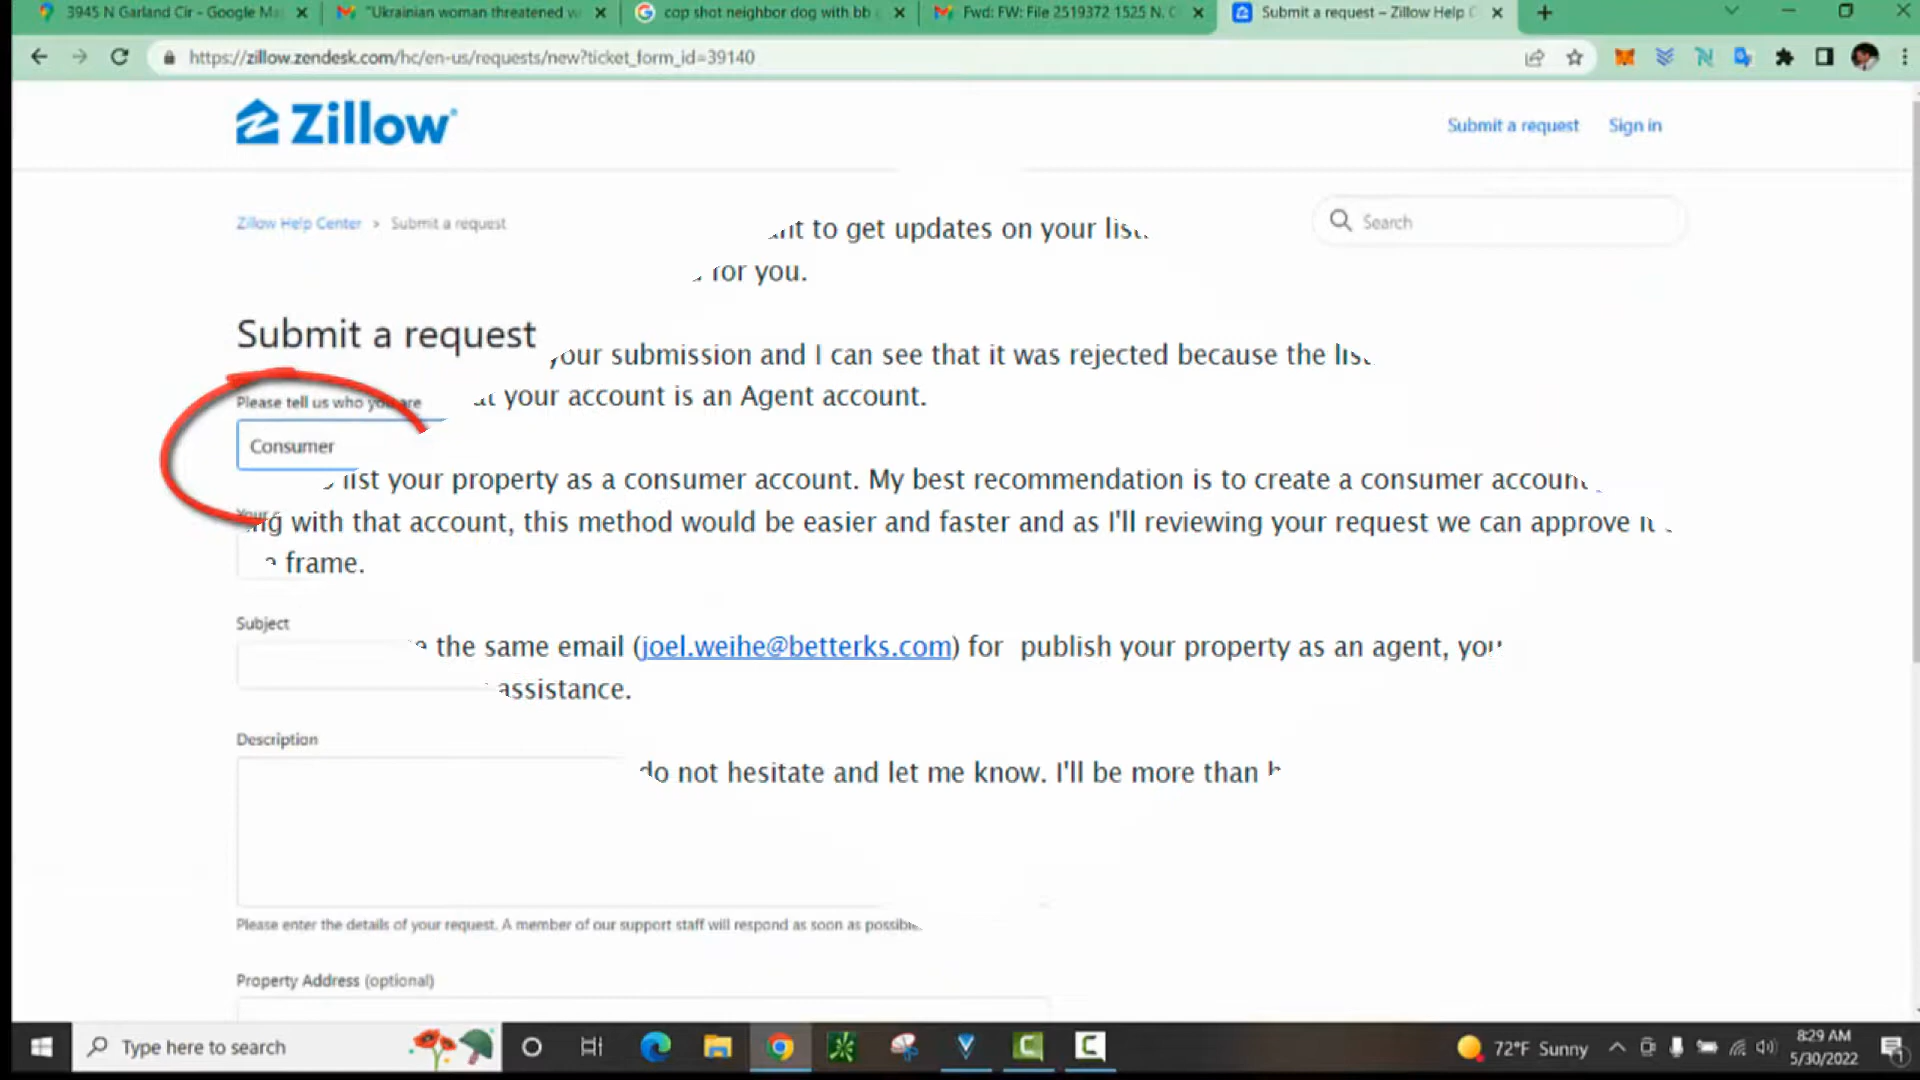 3945 N Garland Cir - Google Ma
"Ukrainian woman threatened w
cop shot neighbor dog with bb
Fwd: FW: File 2519372 1525 N.
Submit a request – Zillow Help C
https://zillow.zendesk.com/hc/en-us/requests/new?ticket_form_id=39140
Zillow
Submit a request
Sign in
Zillow Help Center > Submit a request
Search
to get updates on your
for you.
Submit a request
your submission and I can see that it was rejected because the
Please tell us who you are
your account is an Agent account.
Consumer
list your property as a consumer account. My best recommendation is to create a consumer account
Your
with that account, this method would be easier and faster and as I'll reviewing your request we can approve it
frame.
Subject
the same email (joel.weihe@betterks.com) for publish your property as an agent, you
assistance.
Description
do not hesitate and let me know. I'll be more than
Please enter the details of your request. A member of our support staff will respond as soon as possible.
Property Address (optional)
Type here to search
72°F Sunny
8:29 AM
5/30/2022
1